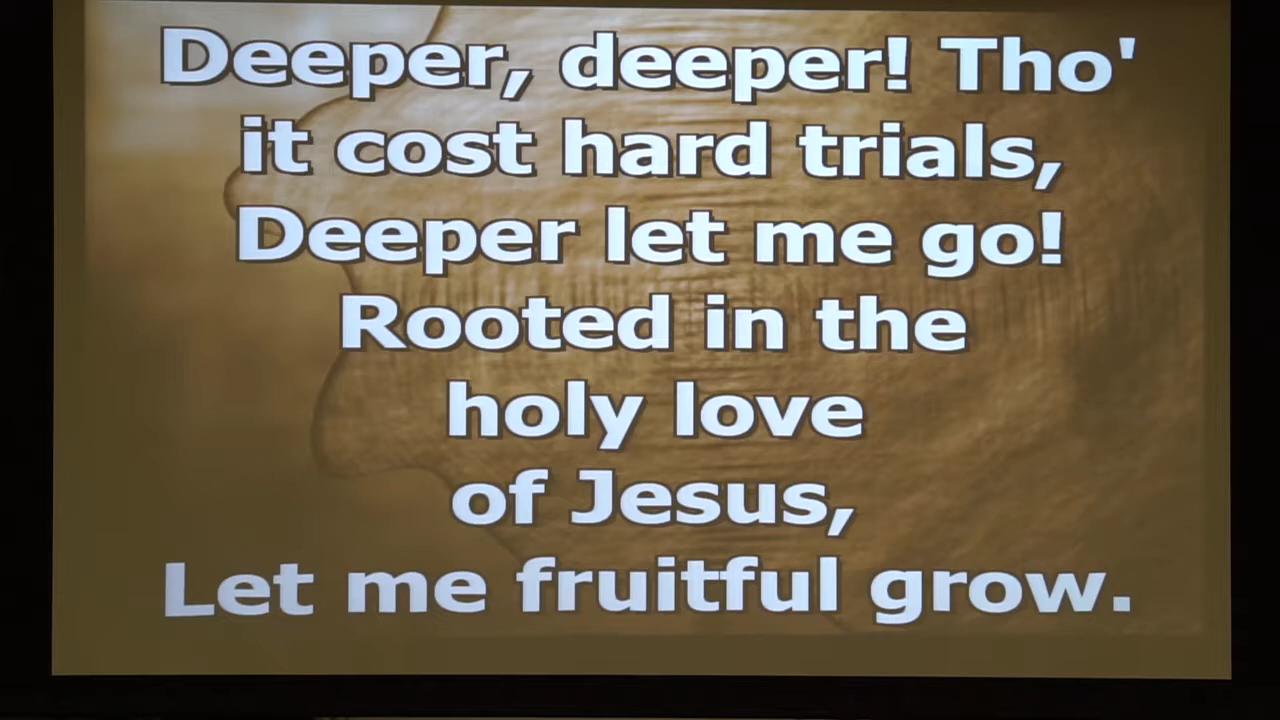 Deeper, deeper! Tho'
it cost hard trials,
Deeper let me go!
Rooted in the
holy love
of Jesus,
Let me fruitful grow.